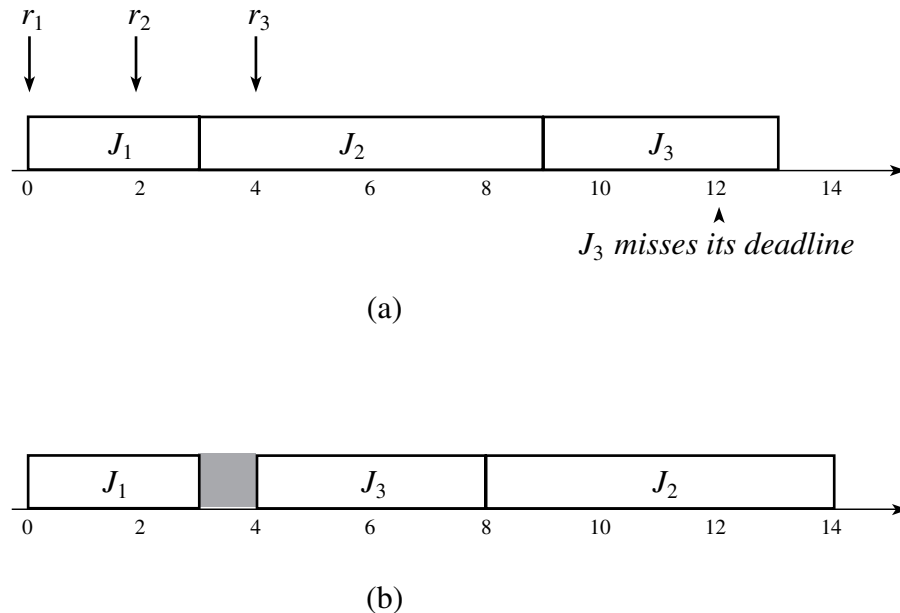 r₁ r₂ r₃
J₁ J₂ J₃
0 2 4 6 8 10 12 14
J₃ misses its deadline
(a)
J₁ J₃ J₂
0 2 4 6 8 10 12 14
(b)